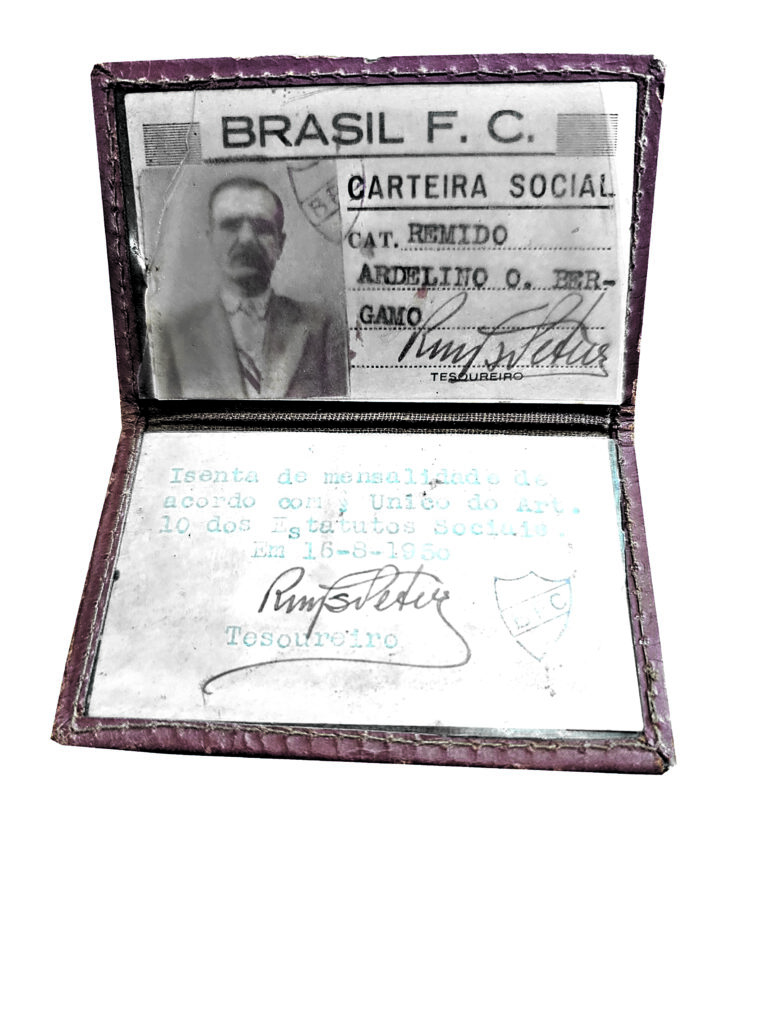 BRASIL F. C.
CARTEIRA SOCIAL
CAT. REMIDO
ARDELINO O. BER-
GAMO
TESOUREIRO
Isenta de mensalidade de
acordo com § Unico do Art.
10 dos Estatutos Sociais.
Em 16-8-1950
Tesoureiro